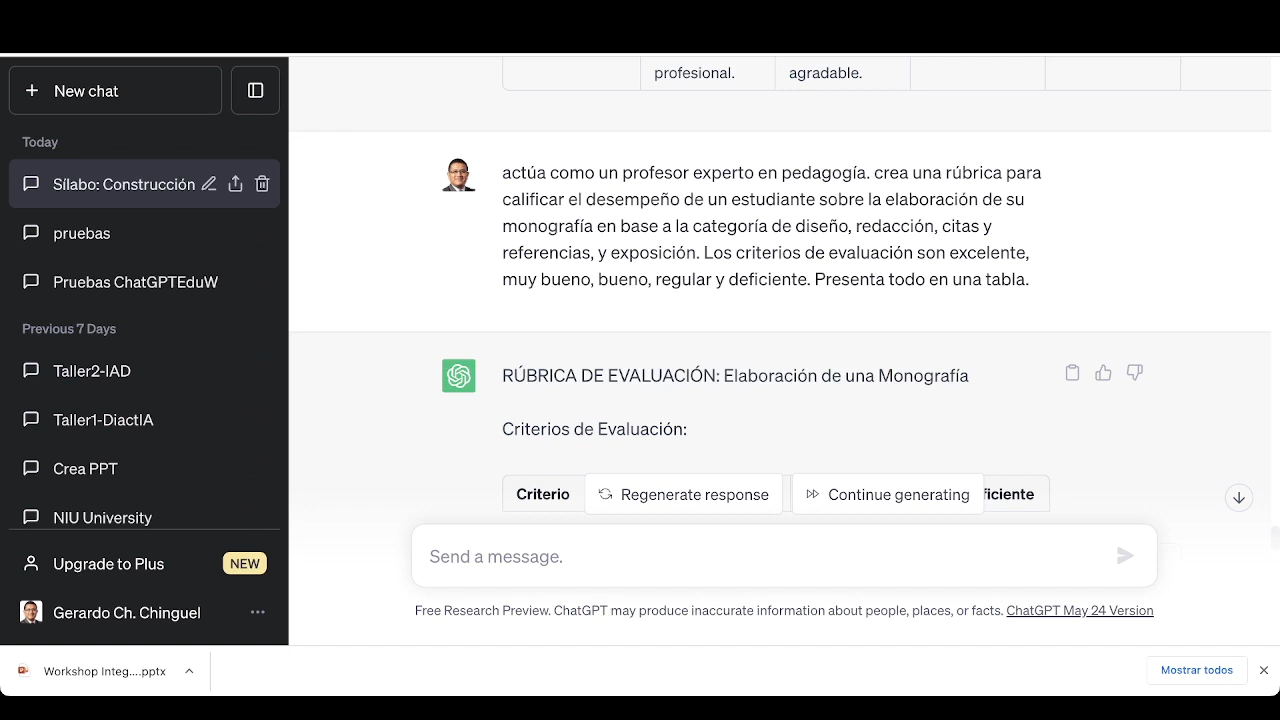 profesional.
agradable.
New chat
Today
Sílabo: Construcción
pruebas
Pruebas ChatGPTEduW
Previous 7 Days
Taller2-IAD
Taller1-DiactIA
Crea PPT
NIU University
Upgrade to Plus
NEW
Gerardo Ch. Chinguel
actúa como un profesor experto en pedagogía. crea una rúbrica para
calificar el desempeño de un estudiante sobre la elaboración de su
monografía en base a la categoría de diseño, redacción, citas y
referencias, y exposición. Los criterios de evaluación son excelente,
muy bueno, bueno, regular y deficiente. Presenta todo en una tabla.
RÚBRICA DE EVALUACIÓN: Elaboración de una Monografía
Criterios de Evaluación:
Criterio
Regenerate response
Continue generating
ficiente
Send a message.
Free Research Preview. ChatGPT may produce inaccurate information about people, places, or facts. ChatGPT May 24 Version
Workshop Integ....pptx
Mostrar todos